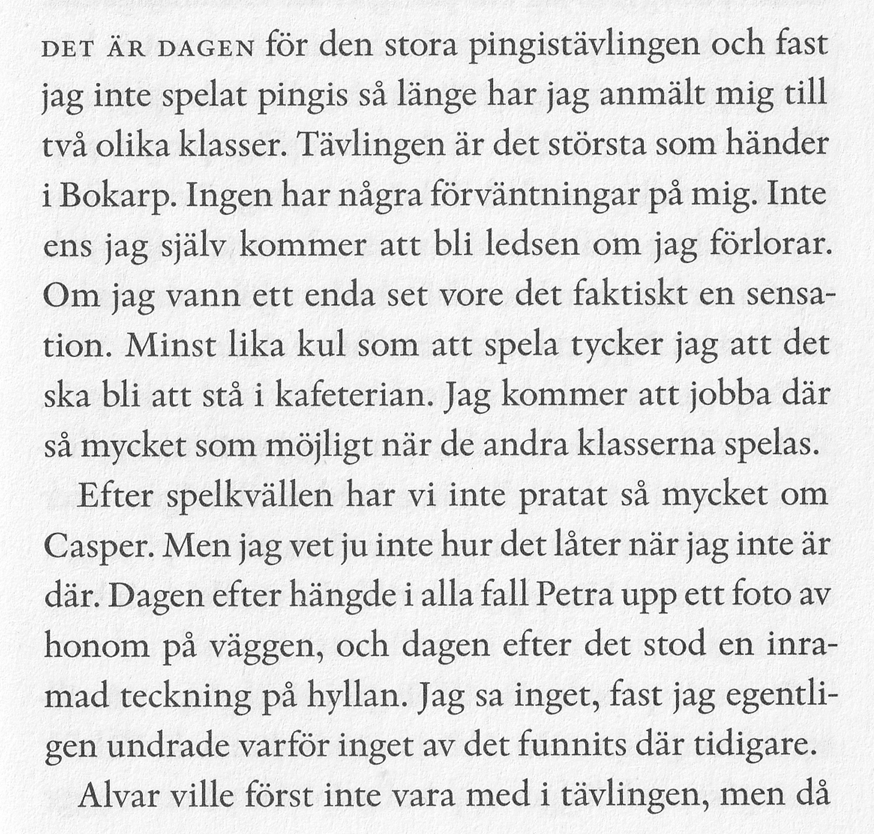 DET ÄR DAGEN för den stora pingistävlingen och fast
jag inte spelat pingis så länge har jag anmält mig till
två olika klasser. Tävlingen är det största som händer
i Bokarp. Ingen har några förväntningar på mig. Inte
ens jag själv kommer att bli ledsen om jag förlorar.
Om jag vann ett enda set vore det faktiskt en sensa-
tion. Minst lika kul som att spela tycker jag att det
ska bli att stå i kafeterian. Jag kommer att jobba där
så mycket som möjligt när de andra klasserna spelas.
Efter spelkvällen har vi inte pratat så mycket om
Casper. Men jag vet ju inte hur det låter när jag inte är
där. Dagen efter hängde i alla fall Petra upp ett foto av
honom på väggen, och dagen efter det stod en inra-
mad teckning på hyllan. Jag sa inget, fast jag egentli-
gen undrade varför inget av det funnits där tidigare.
Alvar ville först inte vara med i tävlingen, men då